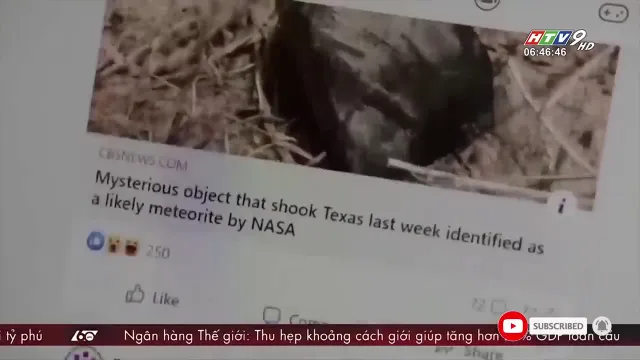 HTV9 HD
06:46:46
CBSNEWS.COM
Mysterious object that shook Texas last week identified as
a likely meteorite by NASA
250
Like
Share
SUBSCRIBED
tỷ phú
60
Ngân hàng Thế giới: Thu hẹp khoảng cách giới giúp tăng hơn GDP toàn cầu